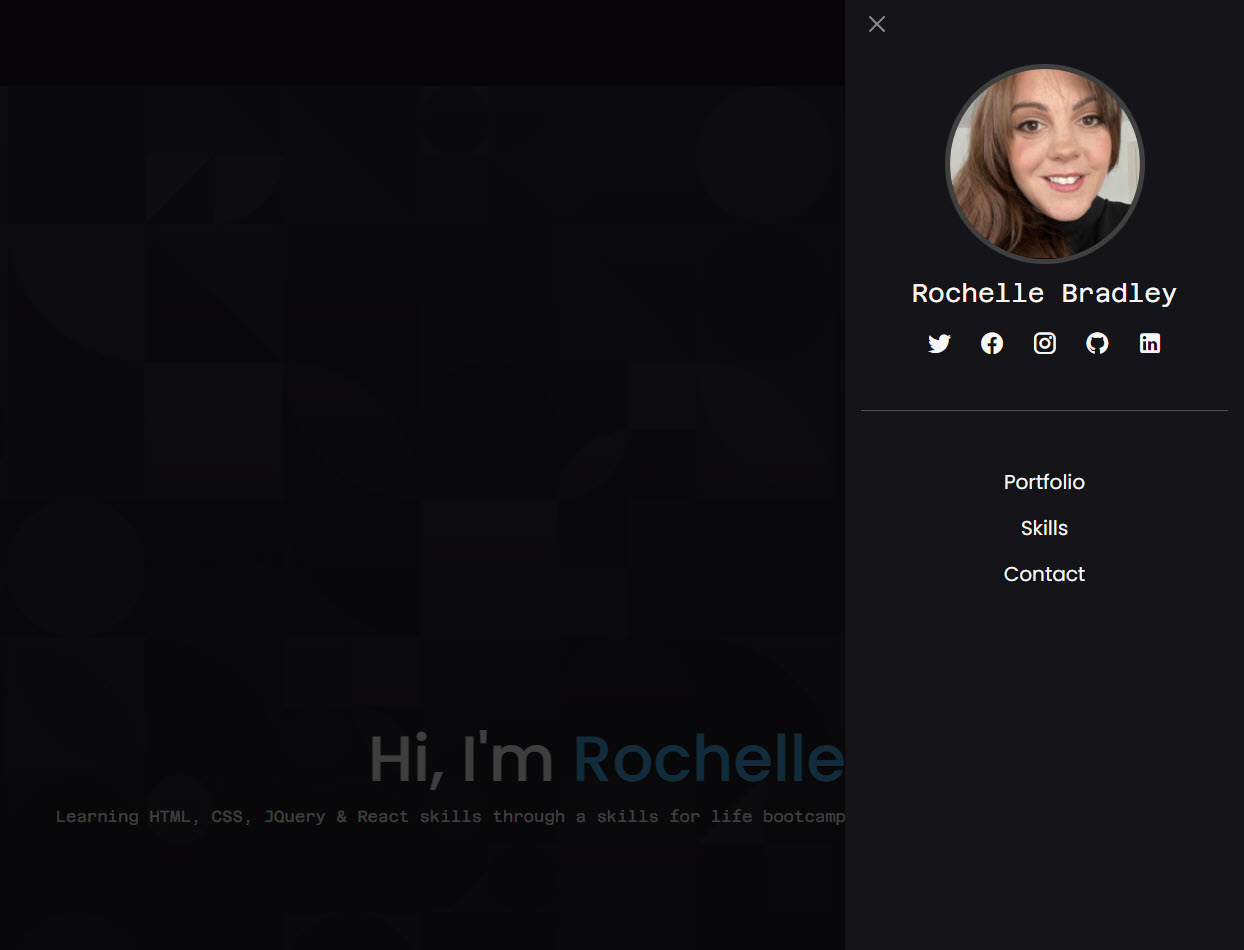 Rochelle Bradley
Portfolio
Skills
Contact
Hi, I'm Rochelle
Learning HTML, CSS, JQuery & React skills through a skills for life bootcamp